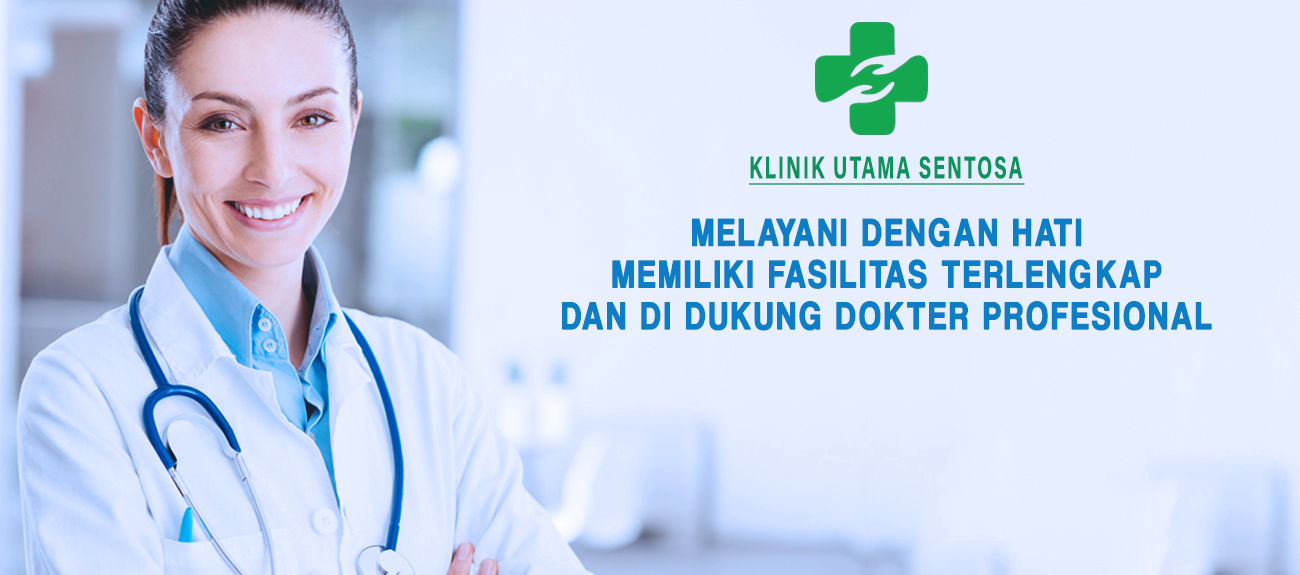 KLINIK UTAMA SENTOSA
MELAYANI DENGAN HATI
MEMILIKI FASILITAS TERLENGKAP
DAN DI DUKUNG DOKTER PROFESIONAL